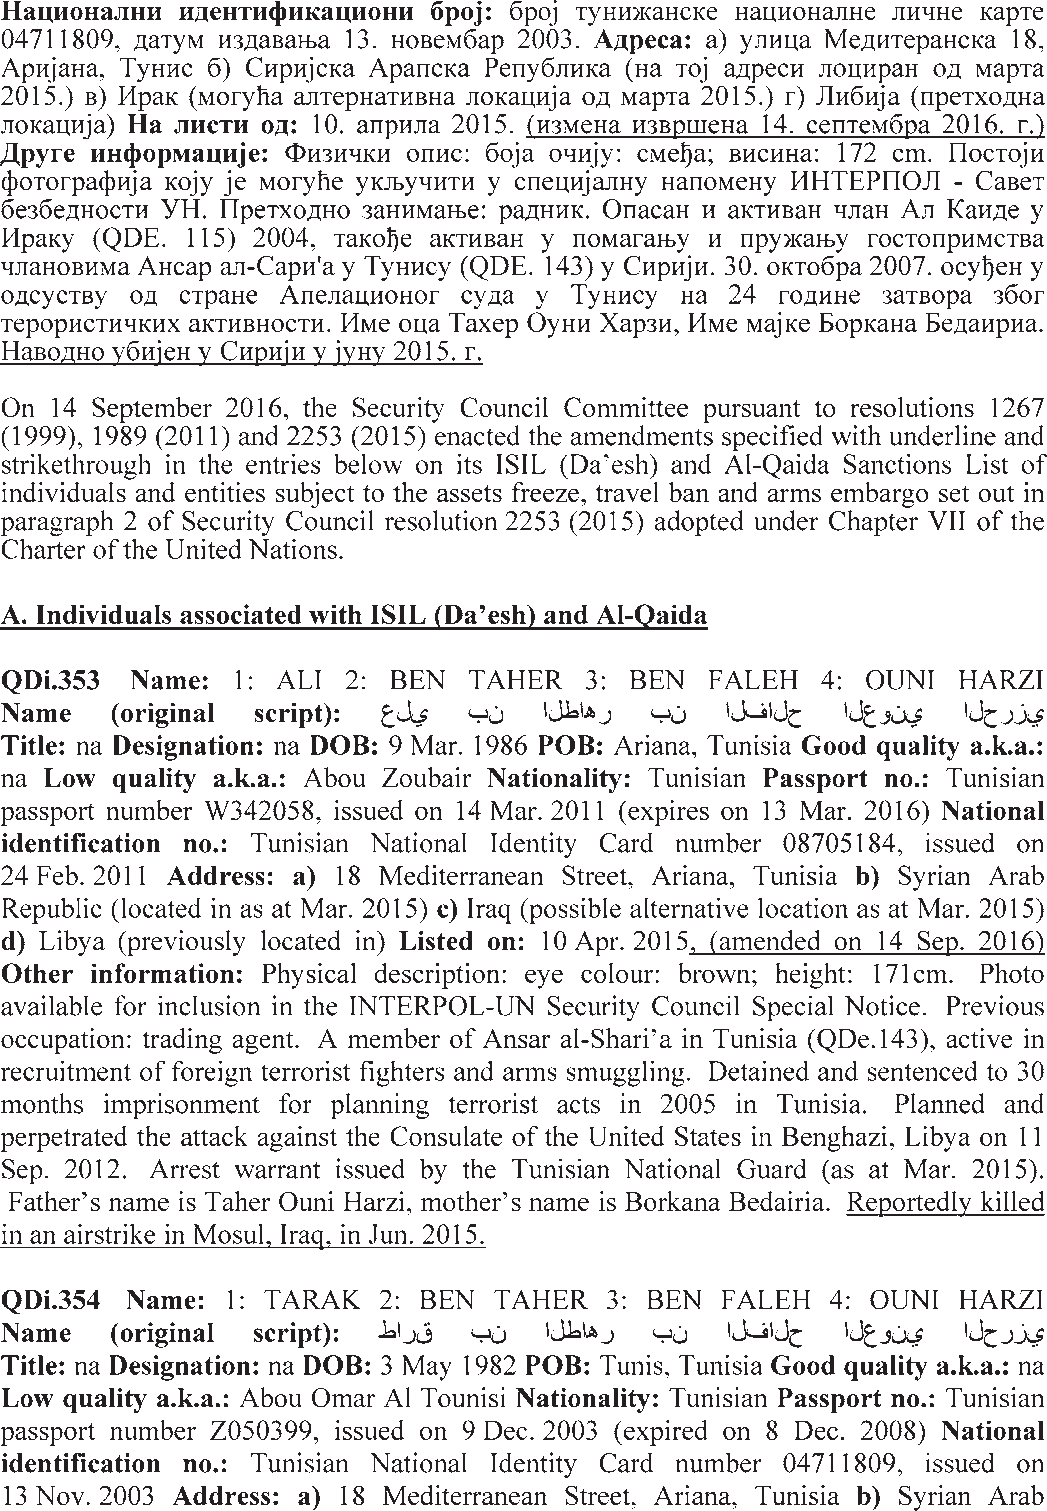 Национални идентификациони број: број тунижанске националне личне карте
04711809, датум издавања 13. новембар 2003. Адреса: а) улица Медитеранска 18,
Аријана, Тунис б) Сиријска Арапска Република (на тој адреси лоциран од марта
2015.) в) Ирак (могућа алтернативна локација од марта 2015.) г) Либија (претходна
локација) На листи од: 10. априла 2015. (измена извршена 14. септембра 2016. г.)
Друге информације: Физички опис: боја очију: смеђа; висина: 172 cm. Постоји
фотографија коју је могуће укључити у специјалну напомену ИНТЕРПОЛ - Савет
безбедности УН. Претходно занимање: радник. Опасан и активан члан Ал Каиде у
Ираку (QDE. 115) 2004, такође активан у помагању и пружању гостопримства
члановима Ансар ал-Сари'а у Тунису (QDE. 143) у Сирији. 30. октобра 2007. осуђен у
одсуству од стране Апелационог суда у Тунису на 24 године затвора због
терористичких активности. Име оца Тахер Оуни Харзи, Име мајке Боркана Бедаириа.
Наводно убијен у Сирији у јуну 2015. г.
On 14 September 2016, the Security Council Committee pursuant to resolutions 1267
(1999), 1989 (2011) and 2253 (2015) enacted the amendments specified with underline and
strikethrough in the entries below on its ISIL (Da`esh) and Al-Qaida Sanctions List of
individuals and entities subject to the assets freeze, travel ban and arms embargo set out in
paragraph 2 of Security Council resolution 2253 (2015) adopted under Chapter VII of the
Charter of the United Nations.
A. Individuals associated with ISIL (Da’esh) and Al-Qaida
QDi.353 Name: 1: ALI 2: BEN TAHER 3: BEN FALEH 4: OUNI HARZI
Name (original script): علي بن الطاهر بن الفالح العوني الحرزي
Title: na Designation: na DOB: 9 Mar. 1986 POB: Ariana, Tunisia Good quality a.k.a.:
na Low quality a.k.a.: Abou Zoubair Nationality: Tunisian Passport no.: Tunisian
passport number W342058, issued on 14 Mar. 2011 (expires on 13 Mar. 2016) National
identification no.: Tunisian National Identity Card number 08705184, issued on
24 Feb. 2011 Address: a) 18 Mediterranean Street, Ariana, Tunisia b) Syrian Arab
Republic (located in as at Mar. 2015) c) Iraq (possible alternative location as at Mar. 2015)
d) Libya (previously located in) Listed on: 10 Apr. 2015, (amended on 14 Sep. 2016)
Other information: Physical description: eye colour: brown; height: 171cm. Photo
available for inclusion in the INTERPOL-UN Security Council Special Notice. Previous
occupation: trading agent. A member of Ansar al-Shari’a in Tunisia (QDe.143), active in
recruitment of foreign terrorist fighters and arms smuggling. Detained and sentenced to 30
months imprisonment for planning terrorist acts in 2005 in Tunisia. Planned and
perpetrated the attack against the Consulate of the United States in Benghazi, Libya on 11
Sep. 2012. Arrest warrant issued by the Tunisian National Guard (as at Mar. 2015).
Father’s name is Taher Ouni Harzi, mother’s name is Borkana Bedairia. Reportedly killed
in an airstrike in Mosul, Iraq, in Jun. 2015.
QDi.354 Name: 1: TARAK 2: BEN TAHER 3: BEN FALEH 4: OUNI HARZI
Name (original script): طارق بن الطاهر بن الفالح العوني الحرزي
Title: na Designation: na DOB: 3 May 1982 POB: Tunis, Tunisia Good quality a.k.a.: na
Low quality a.k.a.: Abou Omar Al Tounisi Nationality: Tunisian Passport no.: Tunisian
passport number Z050399, issued on 9 Dec. 2003 (expired on 8 Dec. 2008) National
identification no.: Tunisian National Identity Card number 04711809, issued on
13 Nov. 2003 Address: a) 18 Mediterranean Street, Ariana, Tunisia b) Syrian Arab